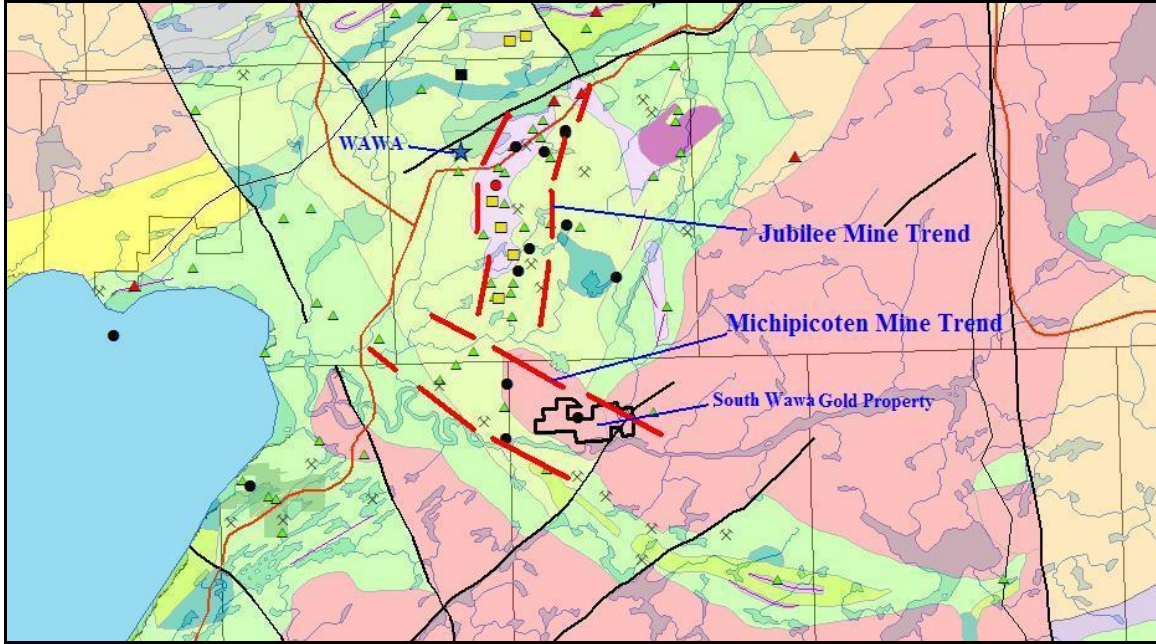 WAWA
Jubilee Mine Trend
Michipicoten Mine Trend
South Wawa Gold Property